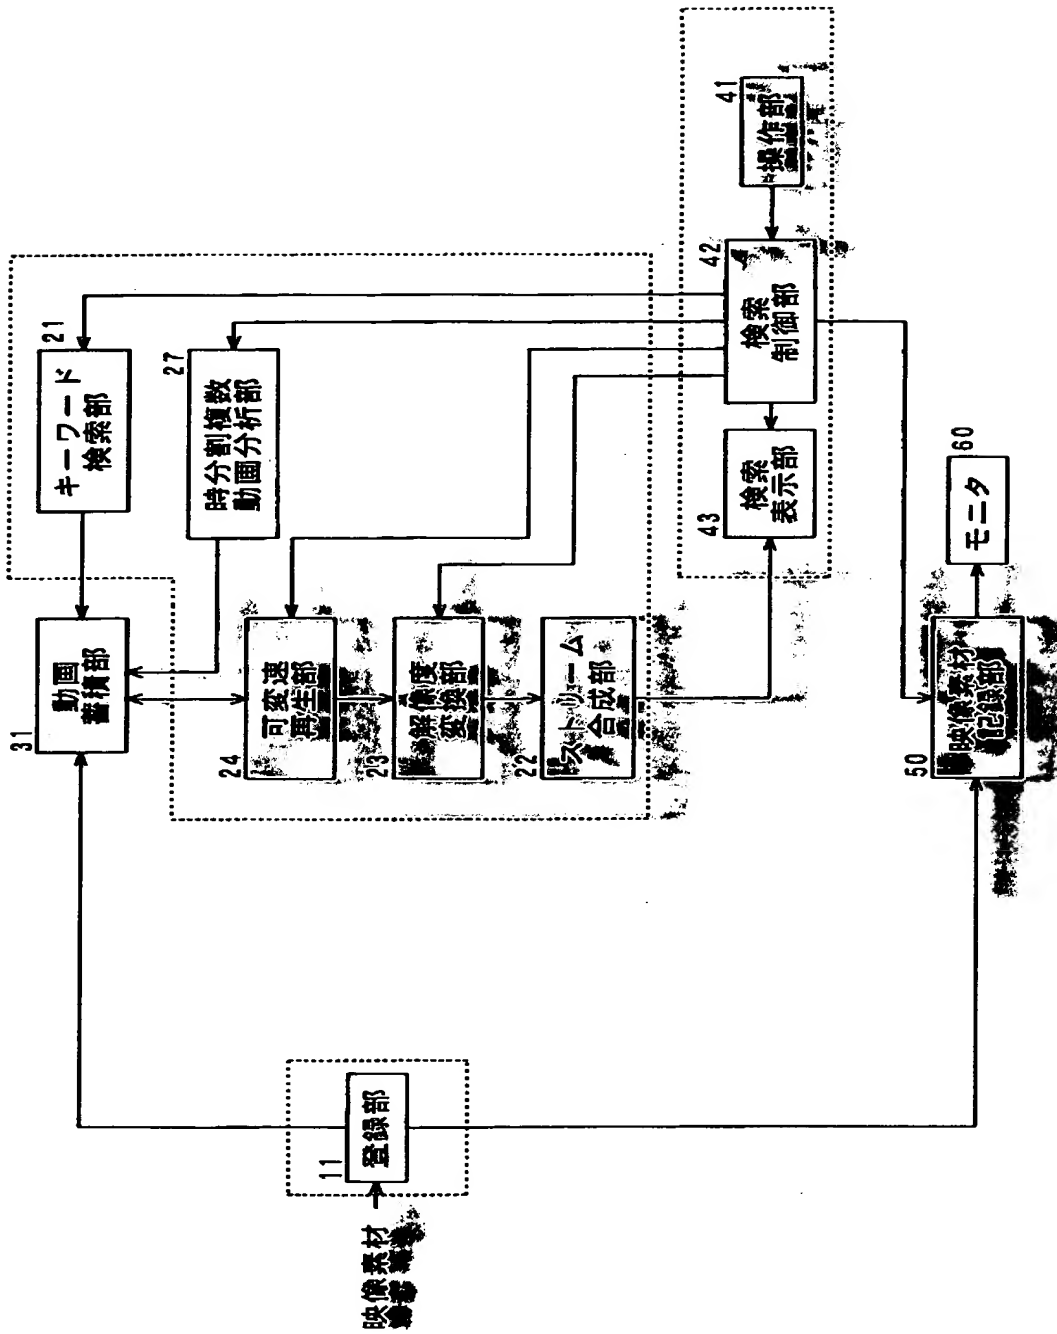 映像素材
11
登録部
31
動画
蓄積部
21
キーワード
検索部
27
時分割複数
動画分析部
24
可変速
再生部
23
解像度
変換部
22
ストリーム
合成部
43
検索
表示部
42
検索
制御部
41
操作部
50
映像素材
記録部
60
モニタ